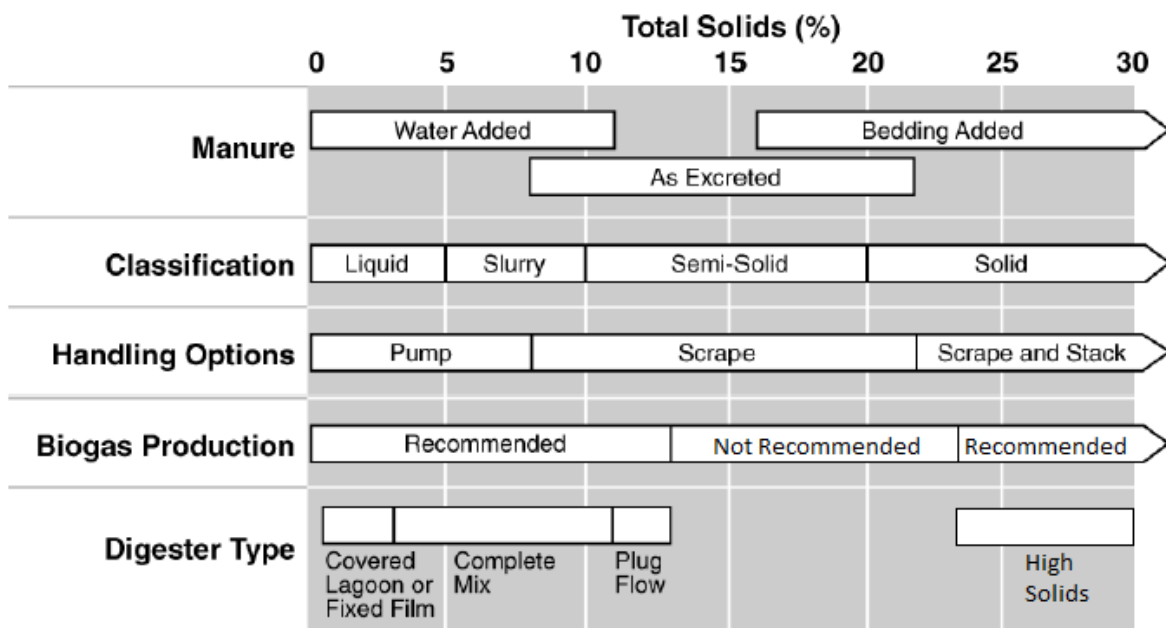 Total Solids (%)
0 5 10 15 20 25 30
Manure
Water Added
Bedding Added
As Excreted
Classification
Liquid
Slurry
Semi-Solid
Solid
Handling Options
Pump
Scrape
Scrape and Stack
Biogas Production
Recommended
Not Recommended
Recommended
Digester Type
Covered
Lagoon or
Fixed Film
Complete
Mix
Plug
Flow
High
Solids